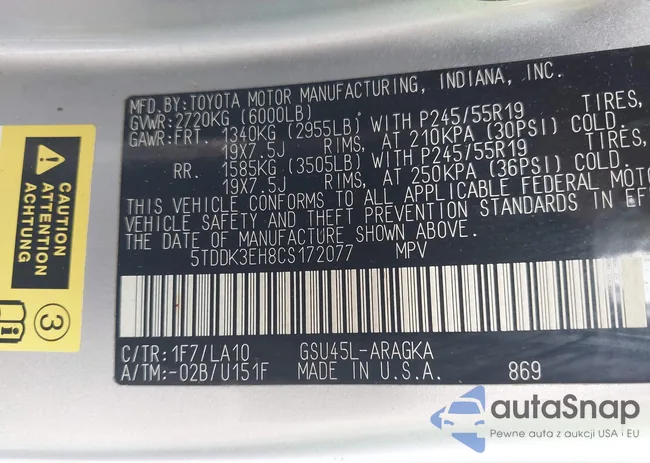 MFD.BY:TOYOTA MOTOR MANUFACTURING, INDIANA, INC.
GVWR:2720KG (6000LB)
GAWR:FRT. 1340KG (2955LB) WITH P245/55R19 TIRES,
19X7.5J RIMS, AT 210KPA (30PSI) COLD.
RR. 1585KG (3505LB) WITH P245/55R19 TIRES,
19X7.5J RIMS, AT 250KPA (36PSI) COLD.
THIS VEHICLE CONFORMS TO ALL APPLICABLE FEDERAL MOTO
VEHICLE SAFETY AND THEFT PREVENTION STANDARDS IN EF
THE DATE OF MANUFACTURE SHOWN ABOVE.
5TDDK3EH8CS172077 MPV
C/TR:1F7/LA10 GSU45L-ARAGKA
A/TM:-02B/U151F MADE IN U.S.A. 869
CAUTION
ATTENTION
ACHTUNG
3
autaSnap
Pewne auta z aukcji USA i EU